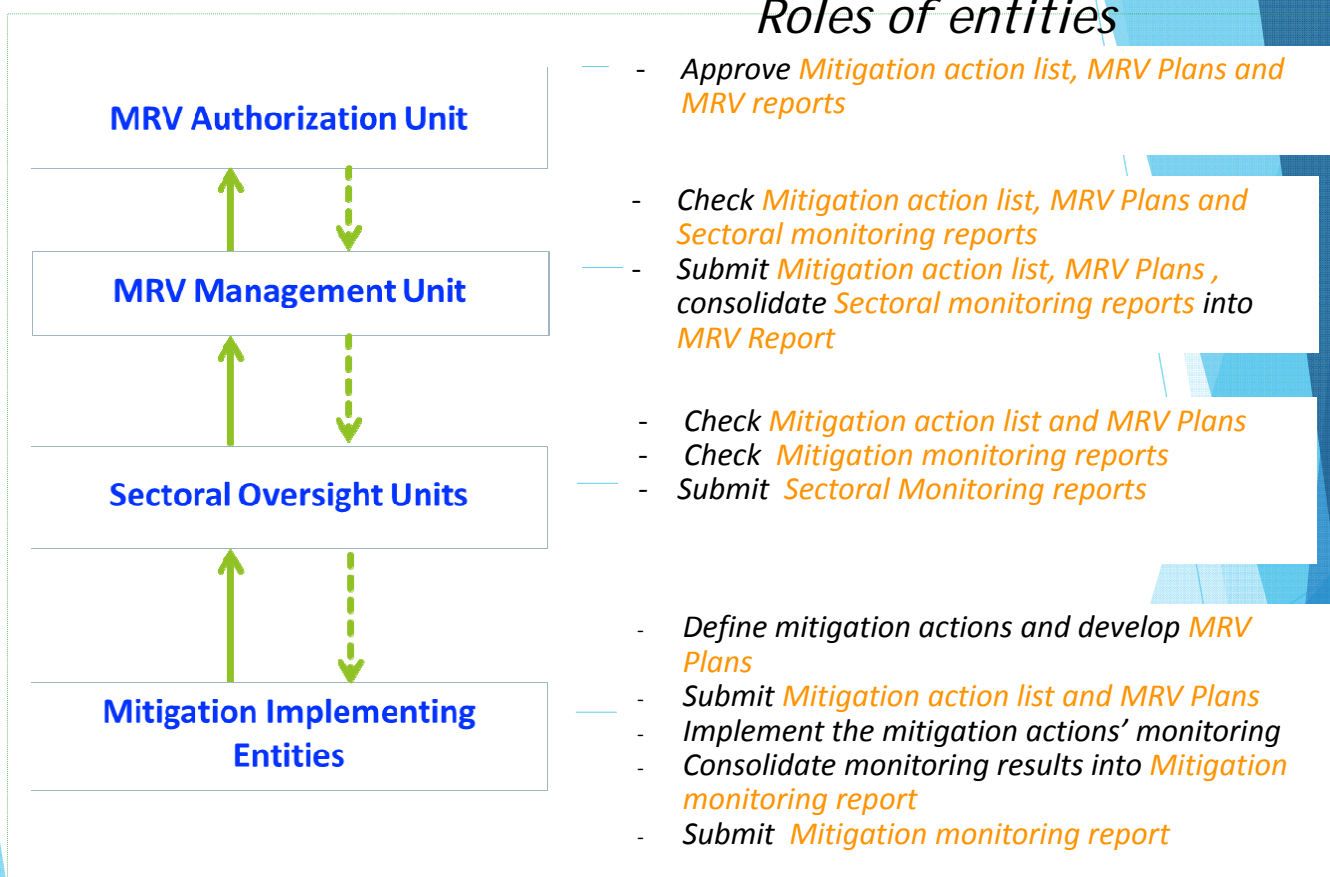 Roles of entities
MRV Authorization Unit
- Approve Mitigation action list, MRV Plans and
MRV reports
MRV Management Unit
- Check Mitigation action list, MRV Plans and
Sectoral monitoring reports
- Submit Mitigation action list, MRV Plans ,
consolidate Sectoral monitoring reports into
MRV Report
Sectoral Oversight Units
- Check Mitigation action list and MRV Plans
- Check Mitigation monitoring reports
- Submit Sectoral Monitoring reports
Mitigation Implementing
Entities
- Define mitigation actions and develop MRV
Plans
- Submit Mitigation action list and MRV Plans
- Implement the mitigation actions’ monitoring
- Consolidate monitoring results into Mitigation
monitoring report
- Submit Mitigation monitoring report